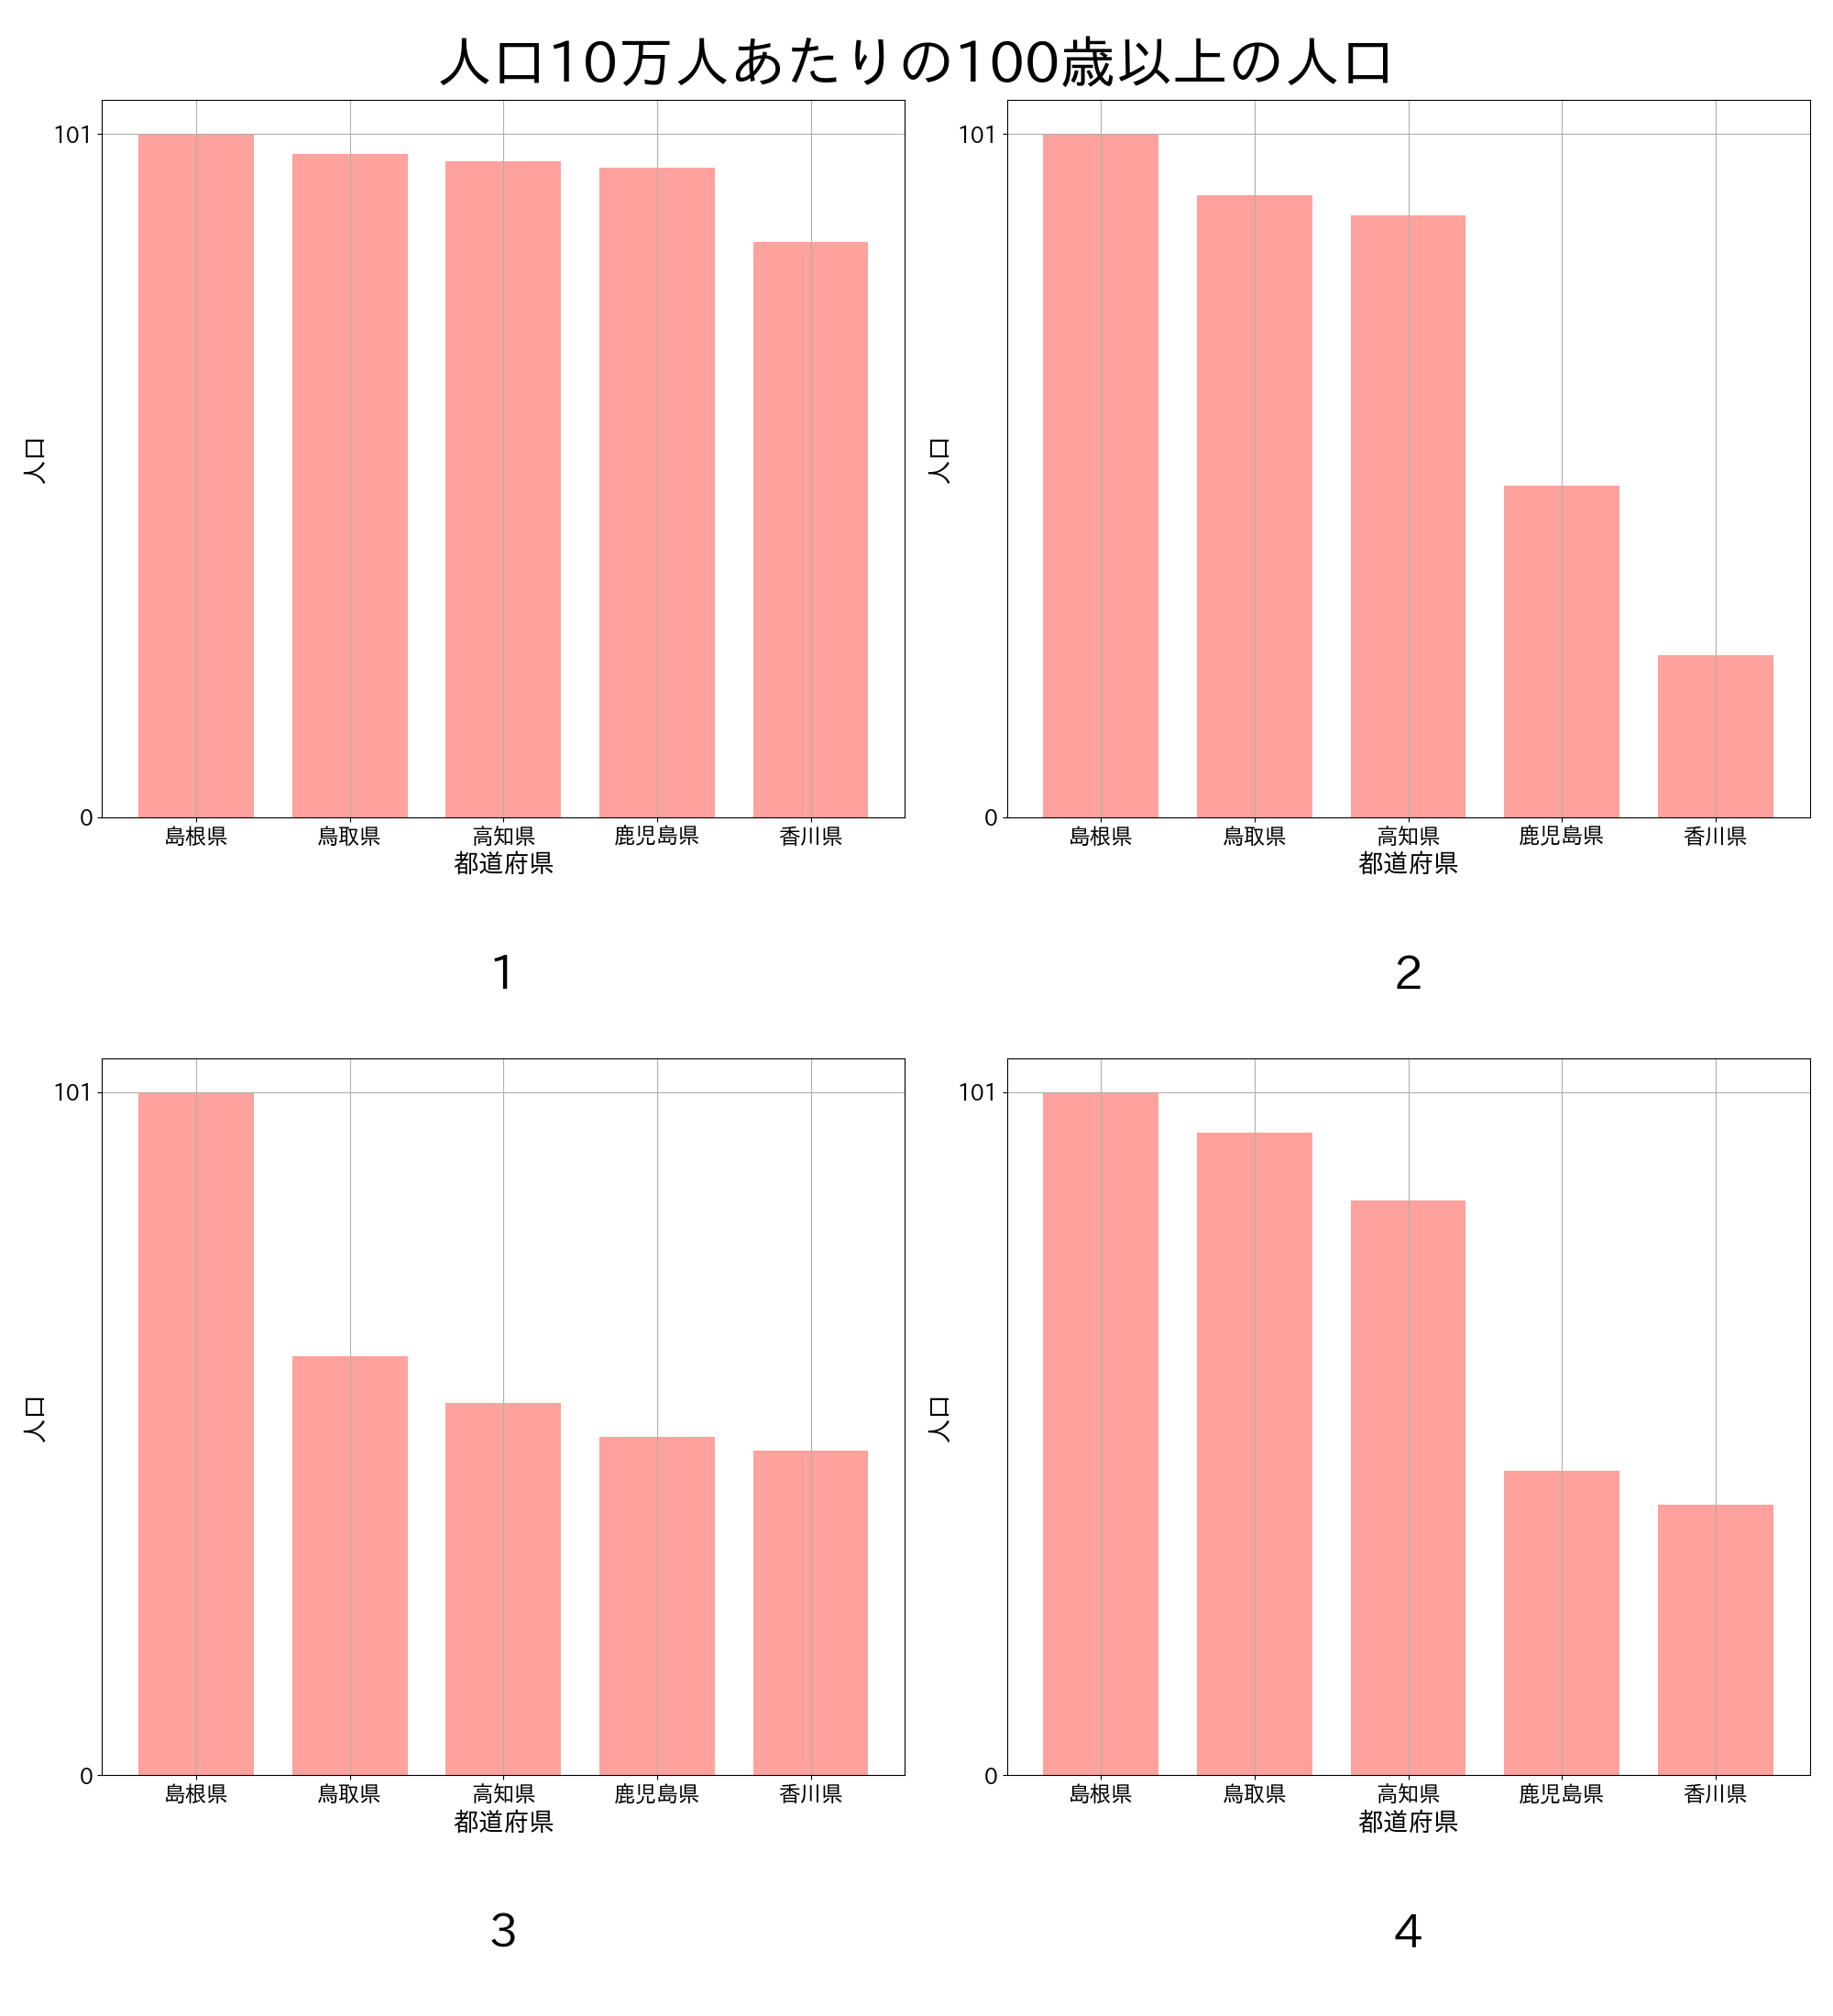 人口10万人あたりの100歳以上の人口
101
人口
0
島根県 鳥取県 高知県 鹿児島県 香川県
都道府県
1
101
人口
0
島根県 鳥取県 高知県 鹿児島県 香川県
都道府県
2
101
人口
0
島根県 鳥取県 高知県 鹿児島県 香川県
都道府県
3
101
人口
0
島根県 鳥取県 高知県 鹿児島県 香川県
都道府県
4